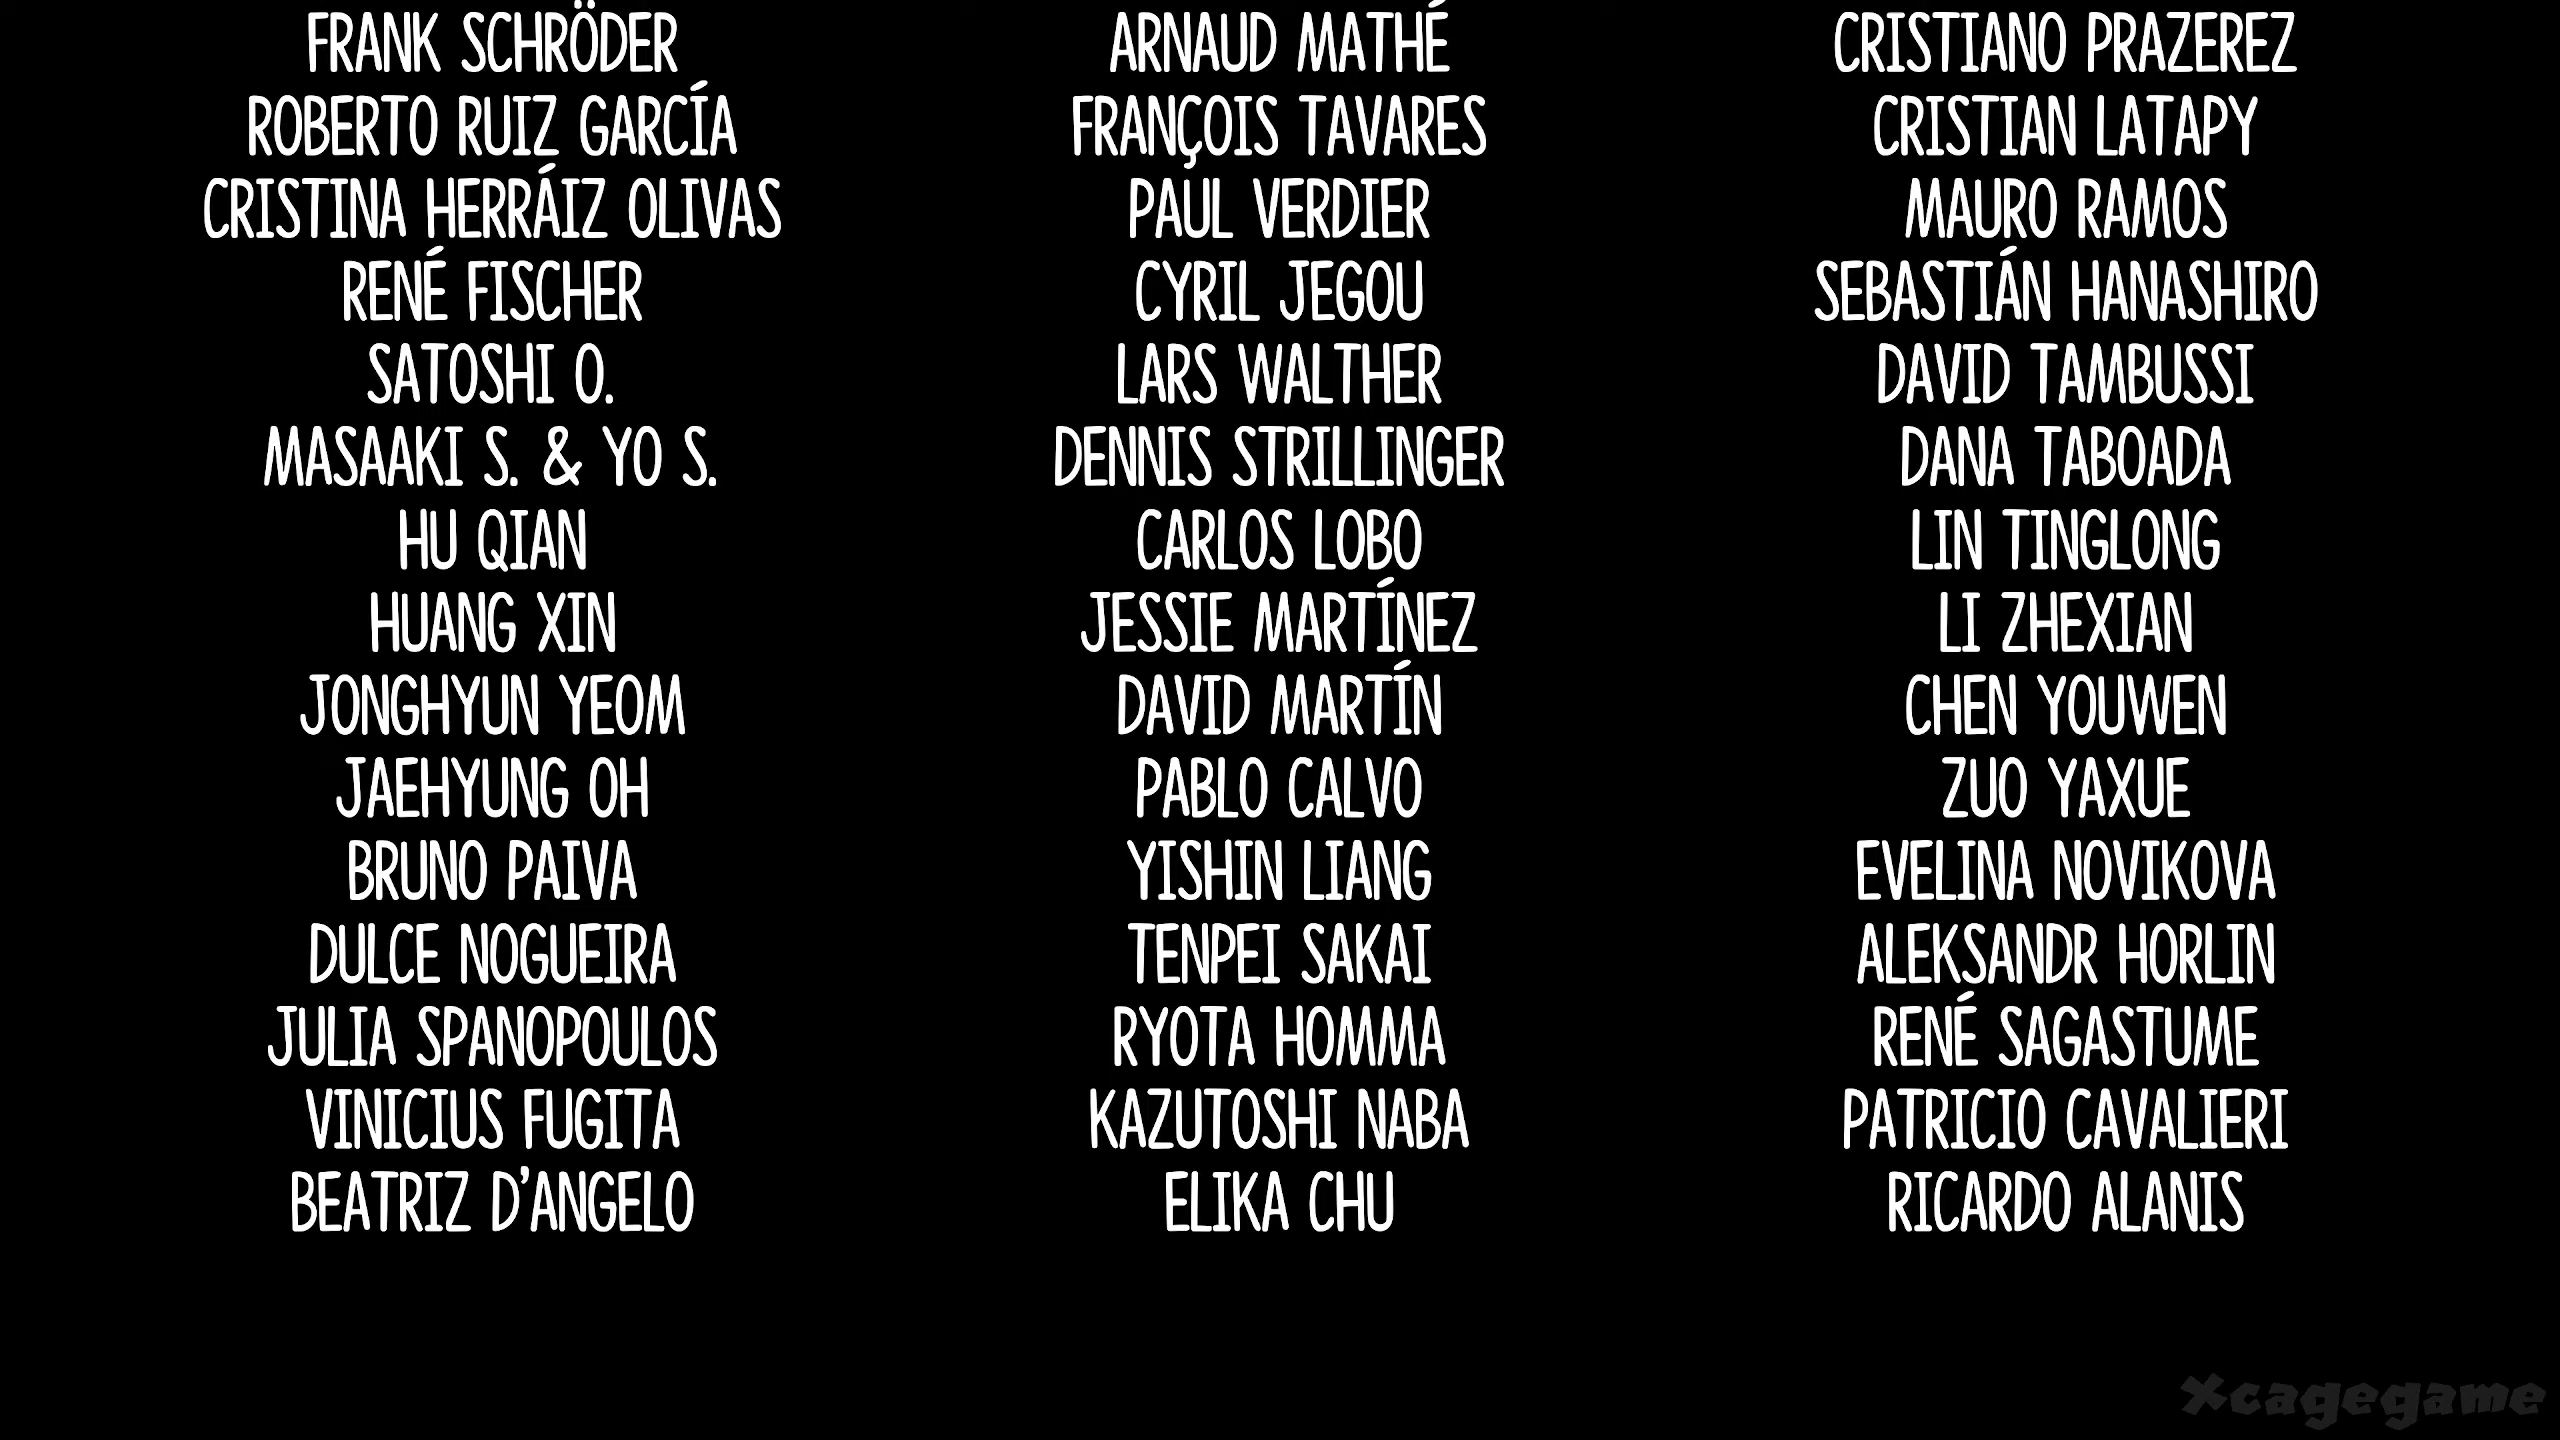 FRANK SCHRÖDER
ROBERTO RUIZ GARCÍA
CRISTINA HERRÁIZ OLIVAS
RENÉ FISCHER
SATOSHI O.
MASAAKI S. & YO S.
HU QIAN
HUANG XIN
JONGHYUN YEOM
JAEHYUNG OH
BRUNO PAIVA
DULCE NOGUEIRA
JULIA SPANOPOULOS
VINICIUS FUGITA
BEATRIZ D'ANGELO
ARNAUD MATHÉ
FRANÇOIS TAVARES
PAUL VERDIER
CYRIL JEGOU
LARS WALTHER
DENNIS STRILLINGER
CARLOS LOBO
JESSIE MARTÍNEZ
DAVID MARTÍN
PABLO CALVO
YISHIN LIANG
TENPEI SAKAI
RYOTA HOMMA
KAZUTOSHI NABA
ELIKA CHU
CRISTIANO PRAZEREZ
CRISTIAN LATAPY
MAURO RAMOS
SEBASTIÁN HANASHIRO
DAVID TAMBUSSI
DANA TABOADA
LIN TINGLONG
LI ZHEXIAN
CHEN YOUWEN
ZUO YAXUE
EVELINA NOVIKOVA
ALEKSANDR HORLIN
RENÉ SAGASTUME
PATRICIO CAVALIERI
RICARDO ALANIS
Xcagegame